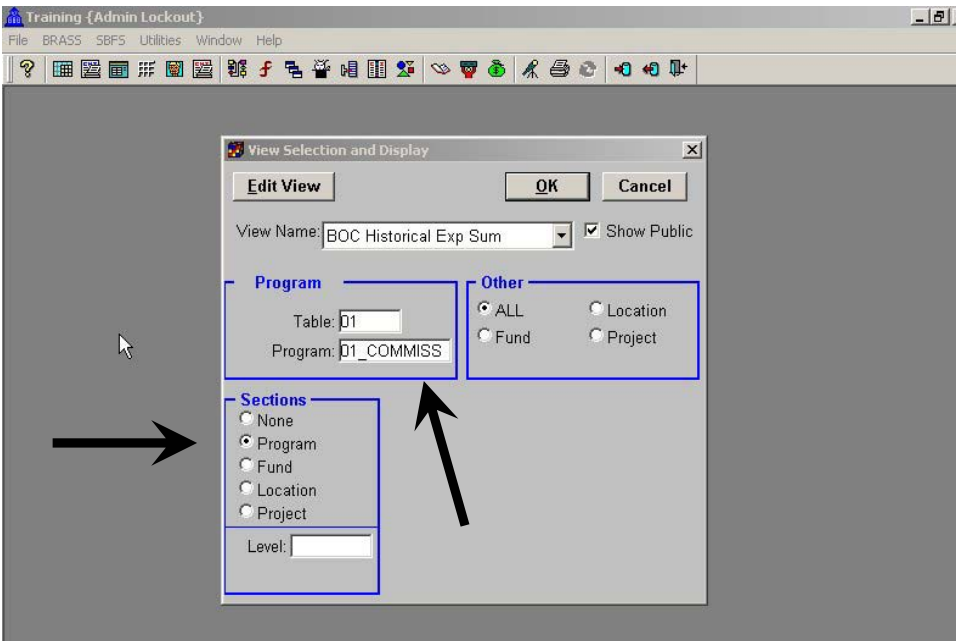 Training {Admin Lockout}
File BRASS SBFS Utilities Window Help
View Selection and Display
Edit View OK Cancel
View Name: BOC Historical Exp Sum Show Public
Program
Table: 01
Program: 01_COMMISS
Other
ALL Location
Fund Project
Sections
None
Program
Fund
Location
Project
Level: